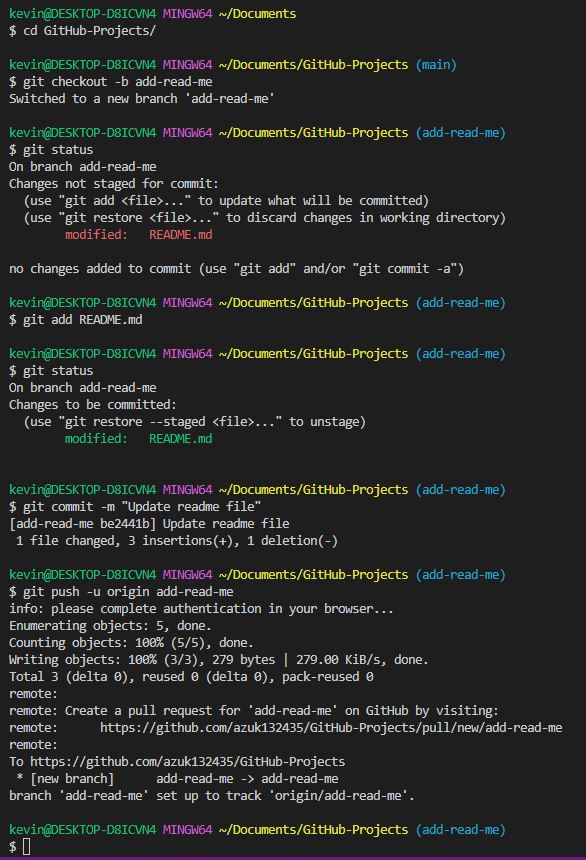 kevin@DESKTOP-D8ICVN4 MINGW64 ~/Documents
$ cd GitHub-Projects/
kevin@DESKTOP-D8ICVN4 MINGW64 ~/Documents/GitHub-Projects (main)
$ git checkout -b add-read-me
Switched to a new branch 'add-read-me'
kevin@DESKTOP-D8ICVN4 MINGW64 ~/Documents/GitHub-Projects (add-read-me)
$ git status
On branch add-read-me
Changes not staged for commit:
  (use "git add <file>..." to update what will be committed)
  (use "git restore <file>..." to discard changes in working directory)
        modified:   README.md
no changes added to commit (use "git add" and/or "git commit -a")
kevin@DESKTOP-D8ICVN4 MINGW64 ~/Documents/GitHub-Projects (add-read-me)
$ git add README.md
kevin@DESKTOP-D8ICVN4 MINGW64 ~/Documents/GitHub-Projects (add-read-me)
$ git status
On branch add-read-me
Changes to be committed:
  (use "git restore --staged <file>..." to unstage)
        modified:   README.md
kevin@DESKTOP-D8ICVN4 MINGW64 ~/Documents/GitHub-Projects (add-read-me)
$ git commit -m "Update readme file"
[add-read-me be2441b] Update readme file
 1 file changed, 3 insertions(+), 1 deletion(-)
kevin@DESKTOP-D8ICVN4 MINGW64 ~/Documents/GitHub-Projects (add-read-me)
$ git push -u origin add-read-me
info: please complete authentication in your browser...
Enumerating objects: 5, done.
Counting objects: 100% (5/5), done.
Writing objects: 100% (3/3), 279 bytes | 279.00 KiB/s, done.
Total 3 (delta 0), reused 0 (delta 0), pack-reused 0
remote:
remote: Create a pull request for 'add-read-me' on GitHub by visiting:
remote:      https://github.com/azuk132435/GitHub-Projects/pull/new/add-read-me
remote:
To https://github.com/azuk132435/GitHub-Projects
 * [new branch]      add-read-me -> add-read-me
branch 'add-read-me' set up to track 'origin/add-read-me'.
kevin@DESKTOP-D8ICVN4 MINGW64 ~/Documents/GitHub-Projects (add-read-me)
$